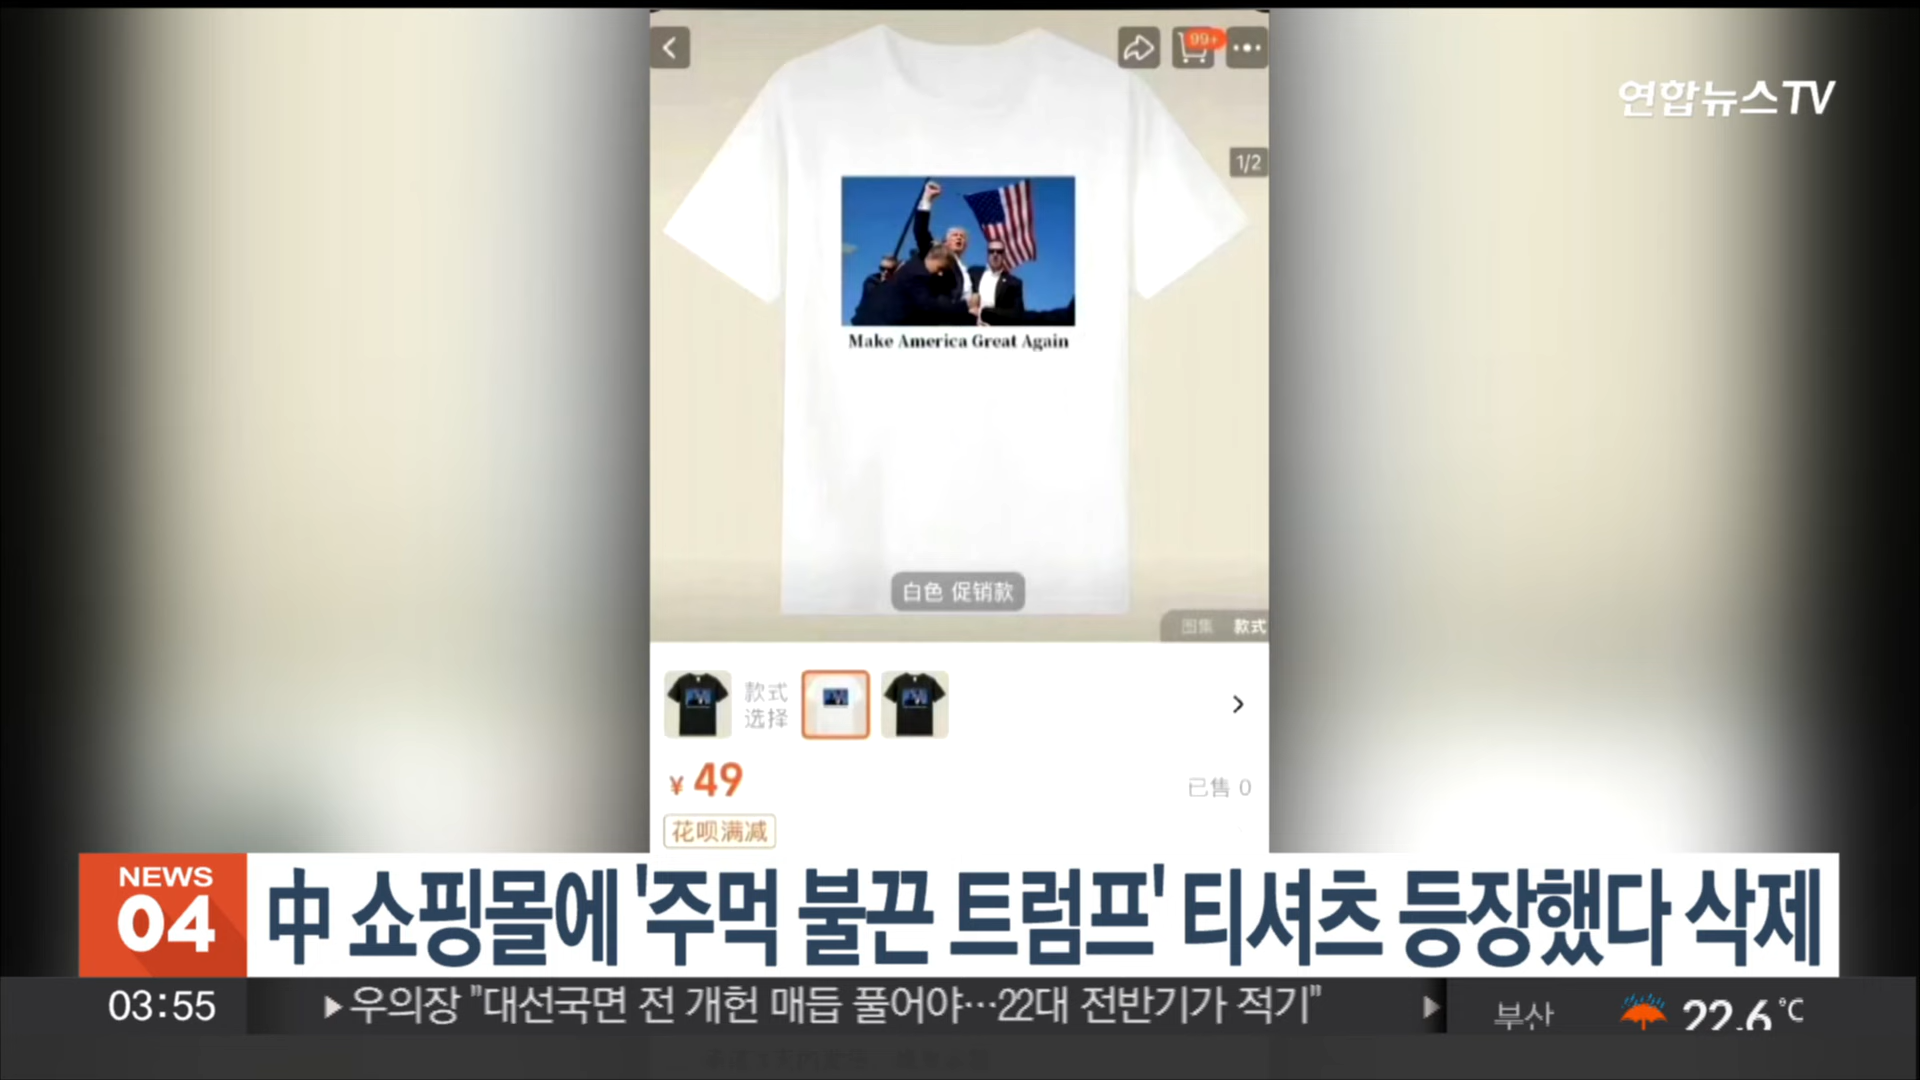 99+
연합뉴스TV
1/2
Make America Great Again
白色 促销款
图集 款式
款式
选择
¥ 49
已售 0
花呗满减
NEWS
04
中 쇼핑몰에 '주먹 불끈 트럼프' 티셔츠 등장했다 삭제
03:55
▶우의장 "대선국면 전 개헌 매듭 풀어야…22대 전반기가 적기"
▶
부산
22.6℃